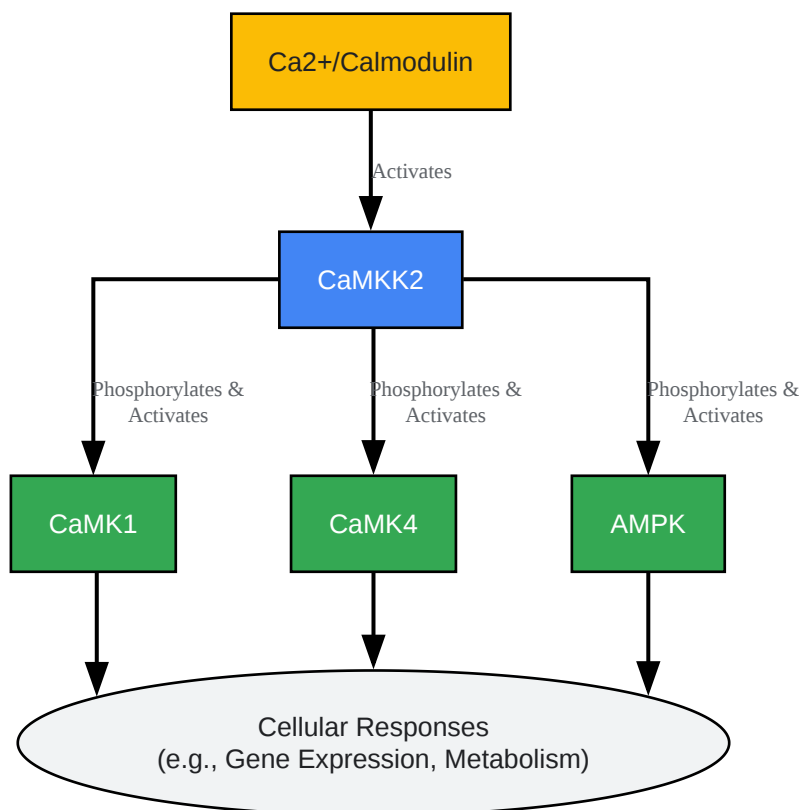 Ca2+/Calmodulin
Activates
CaMKK2
Phosphorylates &
Activates
Phosphorylates &
Activates
Phosphorylates &
Activates
CaMK1
CaMK4
AMPK
Cellular Responses
(e.g., Gene Expression, Metabolism)